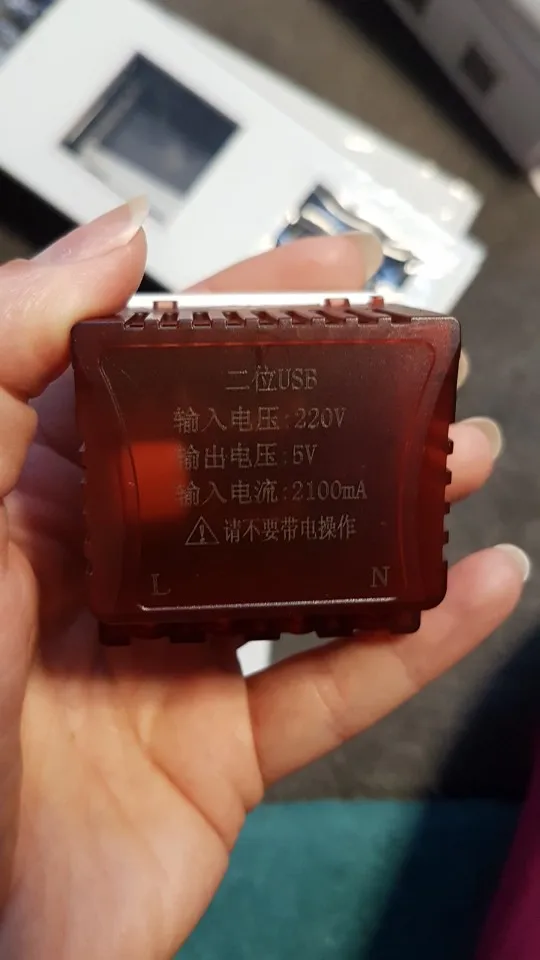 二位USB
输入电压:220V
输出电压:5V
输入电流:2100mA
请不要带电操作
L N